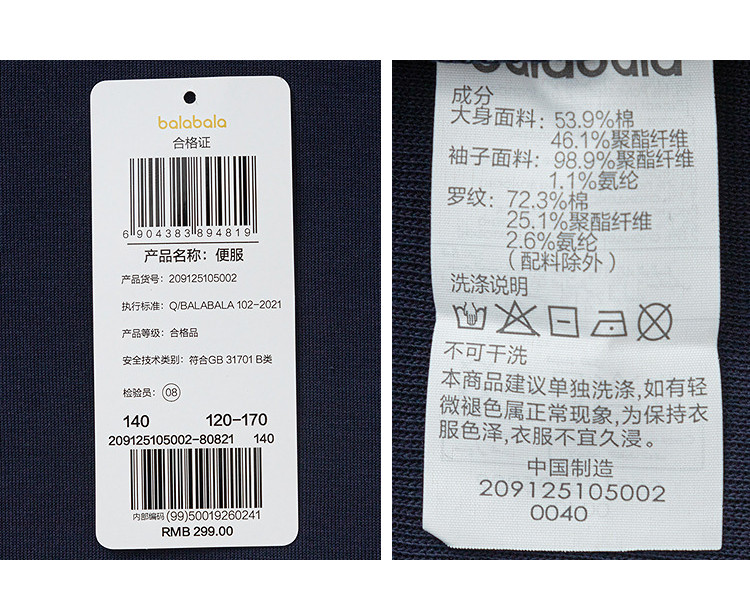 balabala
合格证
6904383894819
产品名称：便服
产品货号：209125105002
执行标准：Q/BALABALA 102-2021
产品等级：合格品
安全技术类别：符合GB 31701 B类
检验员：08
140 120-170
209125105002-80821 140
内部编码 (99)50019260241
RMB 299.00
balabala
成分
大身面料：53.9%棉
46.1%聚酯纤维
袖子面料：98.9%聚酯纤维
1.1%氨纶
罗纹：72.3%棉
25.1%聚酯纤维
2.6%氨纶
（配料除外）
洗涤说明
不可干洗
本商品建议单独洗涤,如有轻
微褪色属正常现象,为保持衣
服色泽,衣服不宜久浸。
中国制造
209125105002
0040